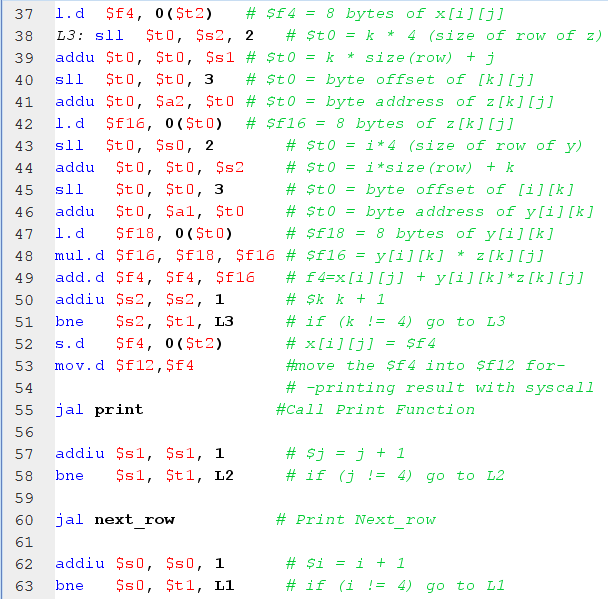 37 l.d $f4, 0($t2) # $f4 = 8 bytes of x[i][j]
38 L3: sll $t0, $s2, 2 # $t0 = k * 4 (size of row of z)
39 addu $t0, $t0, $s1 # $t0 = k * size(row) + j
40 sll $t0, $t0, 3 # $t0 = byte offset of [k][j]
41 addu $t0, $a2, $t0 # $t0 = byte address of z[k][j]
42 l.d $f16, 0($t0) # $f16 = 8 bytes of z[k][j]
43 sll $t0, $s0, 2 # $t0 = i*4 (size of row of y)
44 addu $t0, $t0, $s2 # $t0 = i*size(row) + k
45 sll $t0, $t0, 3 # $t0 = byte offset of [i][k]
46 addu $t0, $a1, $t0 # $t0 = byte address of y[i][k]
47 l.d $f18, 0($t0) # $f18 = 8 bytes of y[i][k]
48 mul.d $f16, $f18, $f16 # $f16 = y[i][k] * z[k][j]
49 add.d $f4, $f4, $f16 # f4=x[i][j] + y[i][k]*z[k][j]
50 addiu $s2, $s2, 1 # $k k + 1
51 bne $s2, $t1, L3 # if (k != 4) go to L3
52 s.d $f4, 0($t2) # x[i][j] = $f4
53 mov.d $f12,$f4 #move the $f4 into $f12 for-
54 # -printing result with syscall
55 jal print #Call Print Function
56
57 addiu $s1, $s1, 1 # $j = j + 1
58 bne $s1, $t1, L2 # if (j != 4) go to L2
59
60 jal next_row # Print Next_row
61
62 addiu $s0, $s0, 1 # $i = i + 1
63 bne $s0, $t1, L1 # if (i != 4) go to L1